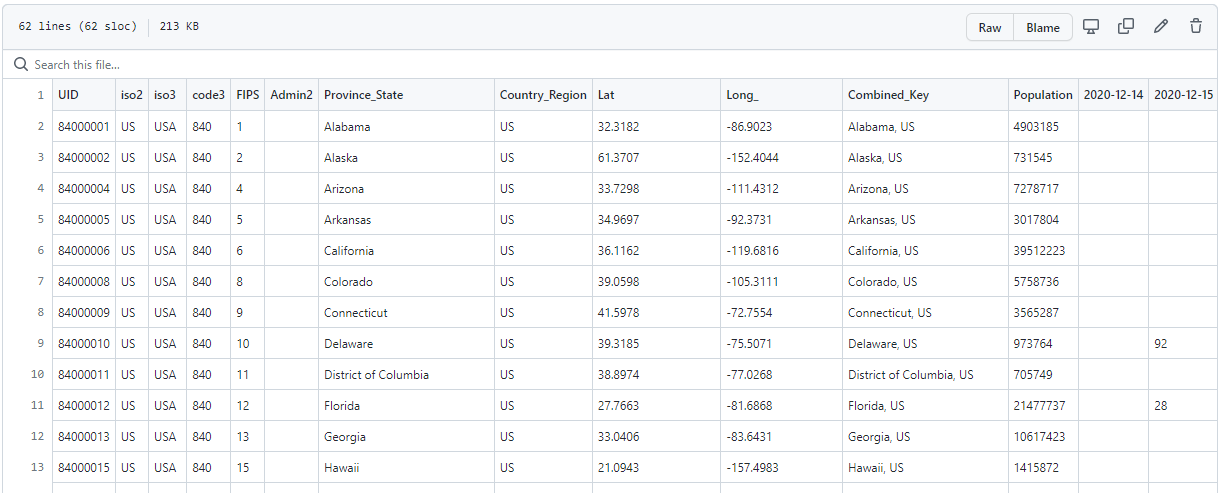 62 lines (62 sloc) 213 KB
Raw Blame
Search this file...
1 UID iso2 iso3 code3 FIPS Admin2 Province_State Country_Region Lat Long_ Combined_Key Population 2020-12-14 2020-12-15
2 84000001 US USA 840 1 Alabama US 32.3182 -86.9023 Alabama, US 4903185
3 84000002 US USA 840 2 Alaska US 61.3707 -152.4044 Alaska, US 731545
4 84000004 US USA 840 4 Arizona US 33.7298 -111.4312 Arizona, US 7278717
5 84000005 US USA 840 5 Arkansas US 34.9697 -92.3731 Arkansas, US 3017804
6 84000006 US USA 840 6 California US 36.1162 -119.6816 California, US 39512223
7 84000008 US USA 840 8 Colorado US 39.0598 -105.3111 Colorado, US 5758736
8 84000009 US USA 840 9 Connecticut US 41.5978 -72.7554 Connecticut, US 3565287
9 84000010 US USA 840 10 Delaware US 39.3185 -75.5071 Delaware, US 973764 92
10 84000011 US USA 840 11 District of Columbia US 38.8974 -77.0268 District of Columbia, US 705749
11 84000012 US USA 840 12 Florida US 27.7663 -81.6868 Florida, US 21477737 28
12 84000013 US USA 840 13 Georgia US 33.0406 -83.6431 Georgia, US 10617423
13 84000015 US USA 840 15 Hawaii US 21.0943 -157.4983 Hawaii, US 1415872